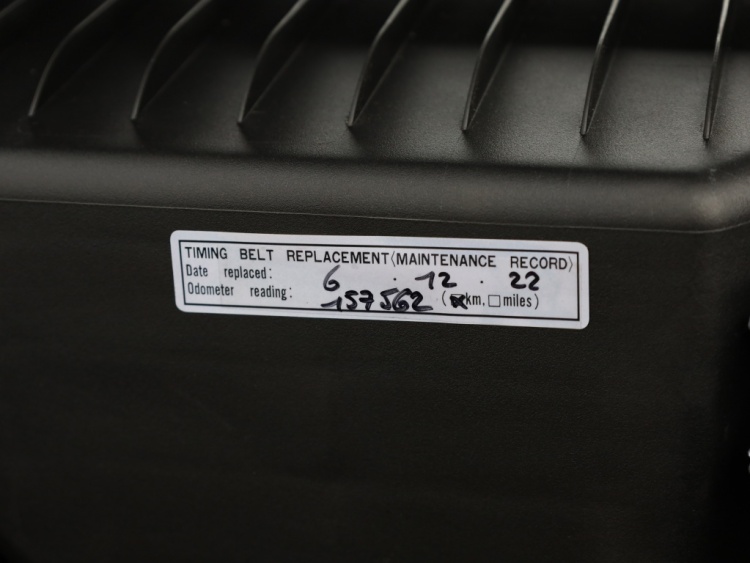 TIMING BELT REPLACEMENT(MAINTENANCE RECORD)
Date replaced: 6 . 12 . 22
Odometer reading: 157562 (☒km, ☐miles)